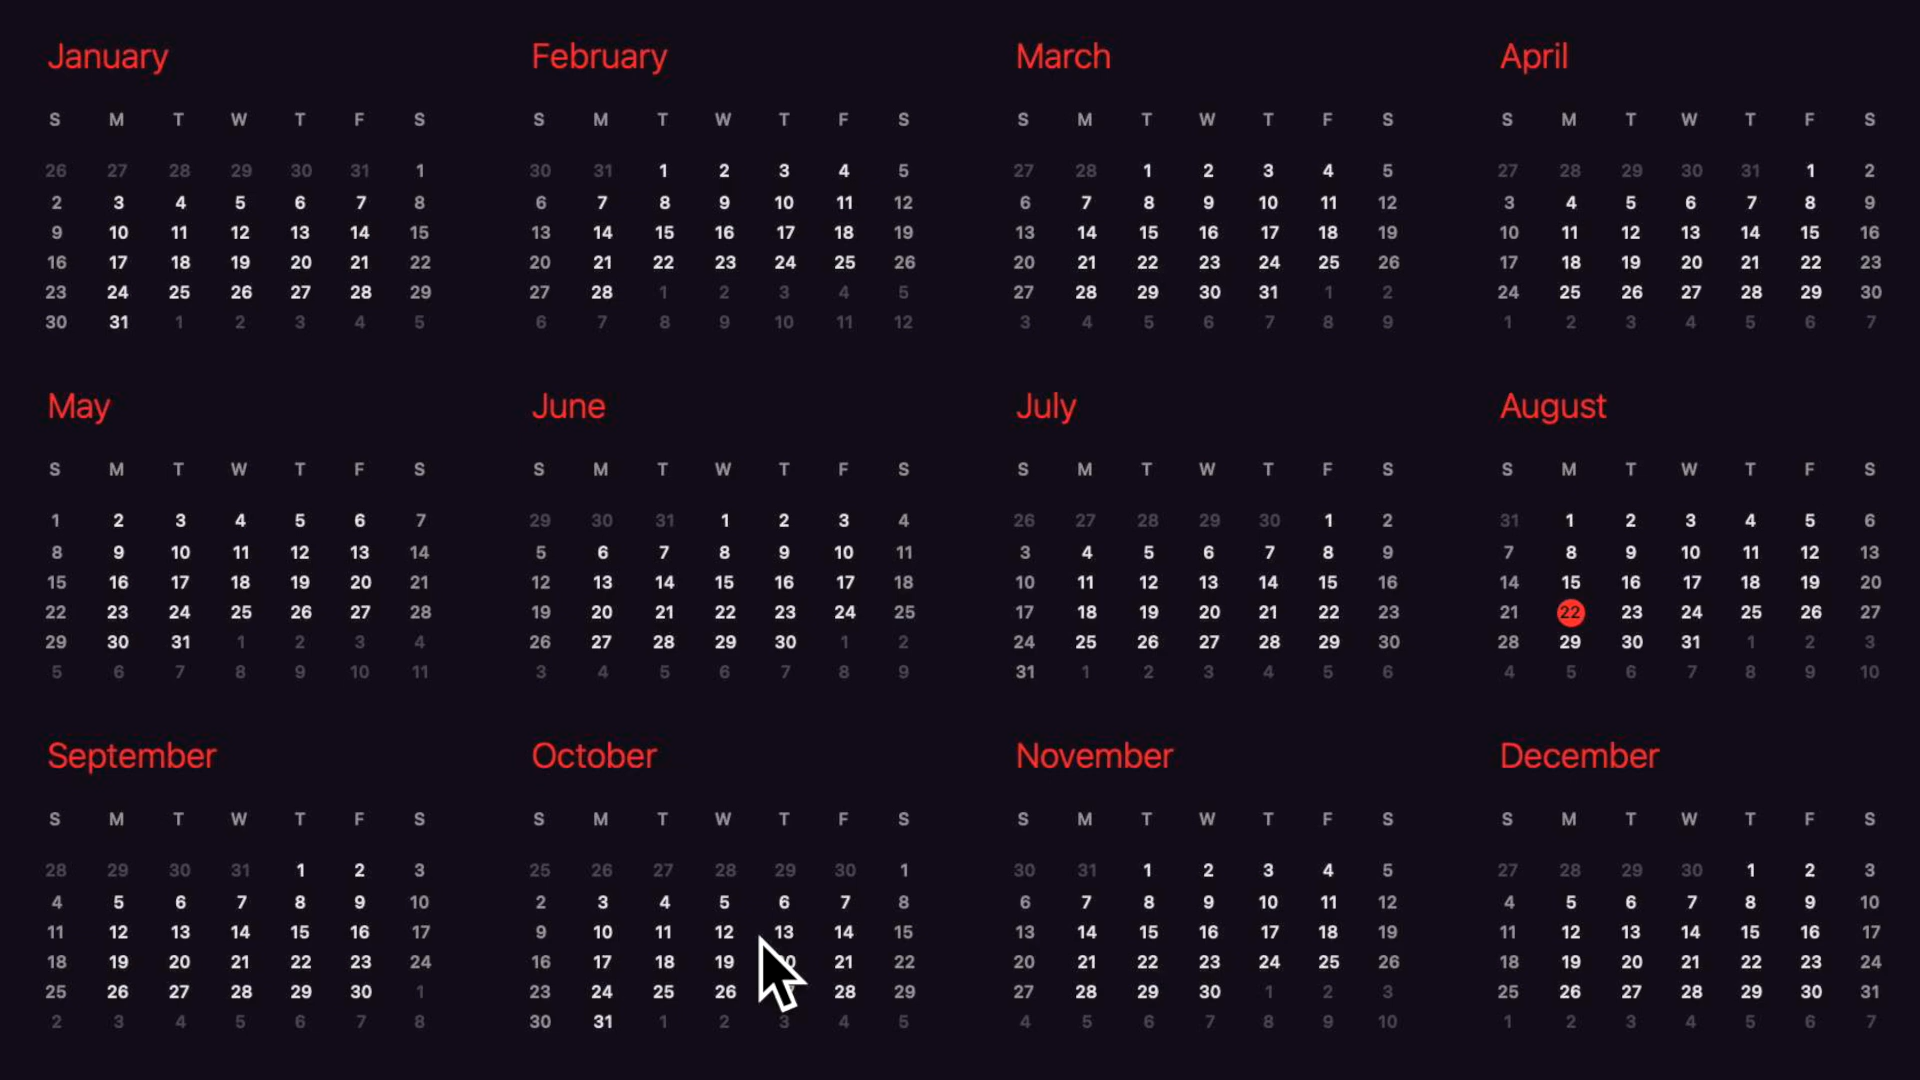 January February March April
S M T W T F S S M T W T F S S M T W T F S S M T W T F S
26 27 28 29 30 31 1 30 31 1 2 3 4 5 27 28 1 2 3 4 5 27 28 29 30 31 1 2
2 3 4 5 6 7 8 6 7 8 9 10 11 12 6 7 8 9 10 11 12 3 4 5 6 7 8 9
9 10 11 12 13 14 15 13 14 15 16 17 18 19 13 14 15 16 17 18 19 10 11 12 13 14 15 16
16 17 18 19 20 21 22 20 21 22 23 24 25 26 20 21 22 23 24 25 26 17 18 19 20 21 22 23
23 24 25 26 27 28 29 27 28 1 2 3 4 5 27 28 29 30 31 1 2 24 25 26 27 28 29 30
30 31 1 2 3 4 5 6 7 8 9 10 11 12 3 4 5 6 7 8 9 1 2 3 4 5 6 7
May June July August
S M T W T F S S M T W T F S S M T W T F S S M T W T F S
1 2 3 4 5 6 7 29 30 31 1 2 3 4 26 27 28 29 30 1 2 31 1 2 3 4 5 6
8 9 10 11 12 13 14 5 6 7 8 9 10 11 3 4 5 6 7 8 9 7 8 9 10 11 12 13
15 16 17 18 19 20 21 12 13 14 15 16 17 18 10 11 12 13 14 15 16 14 15 16 17 18 19 20
22 23 24 25 26 27 28 19 20 21 22 23 24 25 17 18 19 20 21 22 23 21 22 23 24 25 26 27
29 30 31 1 2 3 4 26 27 28 29 30 1 2 24 25 26 27 28 29 30 28 29 30 31 1 2 3
5 6 7 8 9 10 11 3 4 5 6 7 8 9 31 1 2 3 4 5 6 4 5 6 7 8 9 10
September October November December
S M T W T F S S M T W T F S S M T W T F S S M T W T F S
28 29 30 31 1 2 3 25 26 27 28 29 30 1 30 31 1 2 3 4 5 27 28 29 30 1 2 3
4 5 6 7 8 9 10 2 3 4 5 6 7 8 6 7 8 9 10 11 12 4 5 6 7 8 9 10
11 12 13 14 15 16 17 9 10 11 12 13 14 15 13 14 15 16 17 18 19 11 12 13 14 15 16 17
18 19 20 21 22 23 24 16 17 18 19 21 22 20 21 22 23 24 25 26 18 19 20 21 22 23 24
25 26 27 28 29 30 1 23 24 25 26 28 29 27 28 29 30 1 2 3 25 26 27 28 29 30 31
2 3 4 5 6 7 8 30 31 1 2 3 4 5 4 5 6 7 8 9 10 1 2 3 4 5 6 7